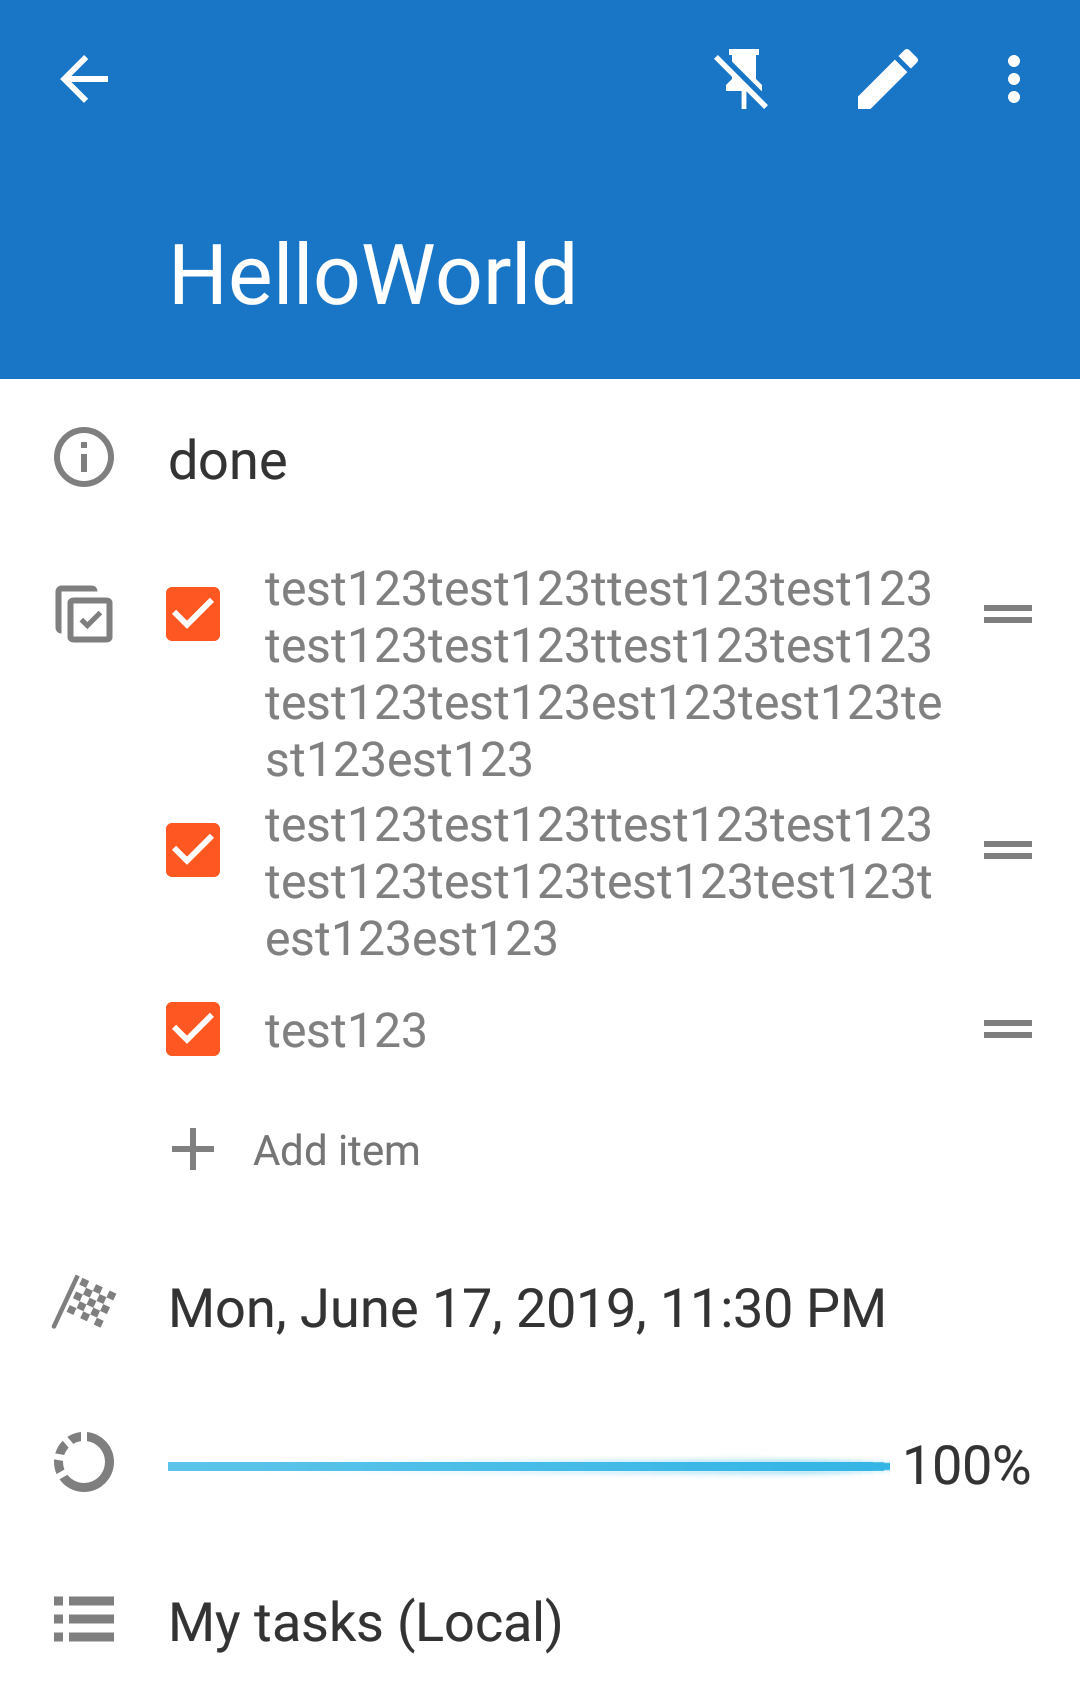 HelloWorld
done
test123test123ttest123test123
test123test123ttest123test123
test123test123est123test123te
st123est123
test123test123ttest123test123
test123test123test123test123t
est123est123
test123
Add item
Mon, June 17, 2019, 11:30 PM
100%
My tasks (Local)